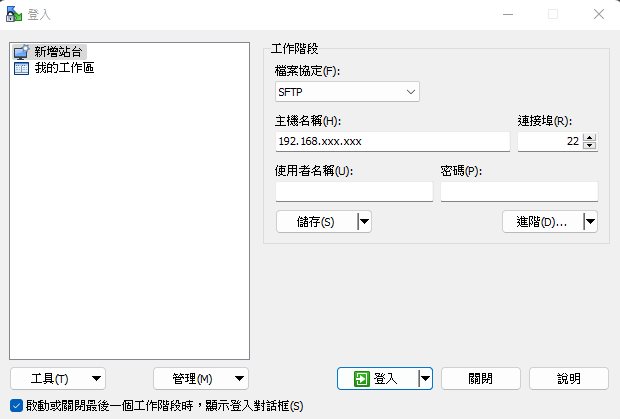 登入
新增站台
我的工作區
工作階段
檔案協定(F):
SFTP
主機名稱(H):
連接埠(R):
192.168.xxx.xxx
22
使用者名稱(U):
密碼(P):
儲存(S)
進階(D)...
工具(T)
管理(M)
登入
關閉
說明
啟動或關閉最後一個工作階段時，顯示登入對話框(S)